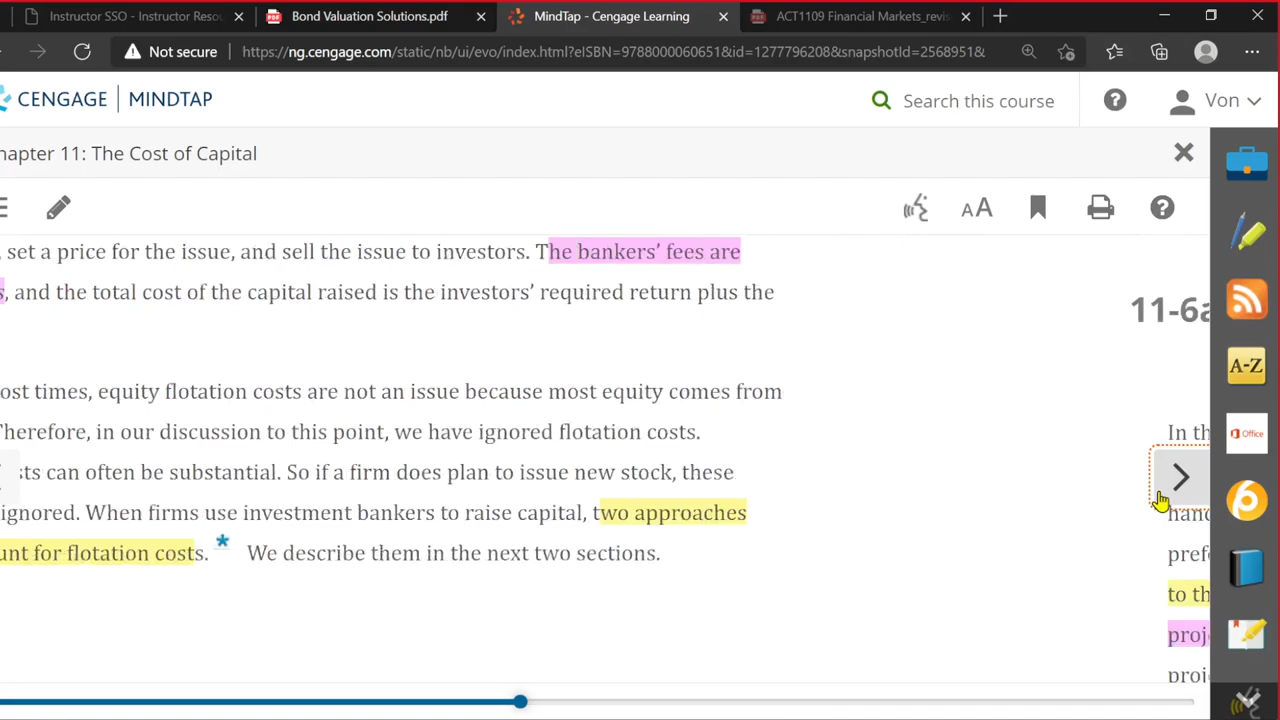 Instructor SSO - Instructor Resou
Bond Valuation Solutions.pdf
MindTap - Cengage Learning
ACT1109 Financial Markets_revis
Not secure
https://ng.cengage.com/static/nb/ui/evo/index.html?eISBN=9788000060651&id=1277796208&snapshotId=2568951&
CENGAGE MINDTAP
Search this course
Von
hapter 11: The Cost of Capital
AA
, set a price for the issue, and sell the issue to investors. The bankers’ fees are
s, and the total cost of the capital raised is the investors’ required return plus the
ost times, equity flotation costs are not an issue because most equity comes from
Therefore, in our discussion to this point, we have ignored flotation costs.
sts can often be substantial. So if a firm does plan to issue new stock, these
ignored. When firms use investment bankers to raise capital, two approaches
unt for flotation costs. * We describe them in the next two sections.
11-6a
In th
hand
prefe
to th
proje
proj
A-Z
Office